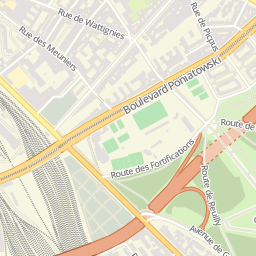 Rue de Wattignies
Rue de Picpus
Rue des Meuniers
Boulevard Poniatowski
Route des Fortifications
Route de
Route de Reuilly
Route
Avenue de G